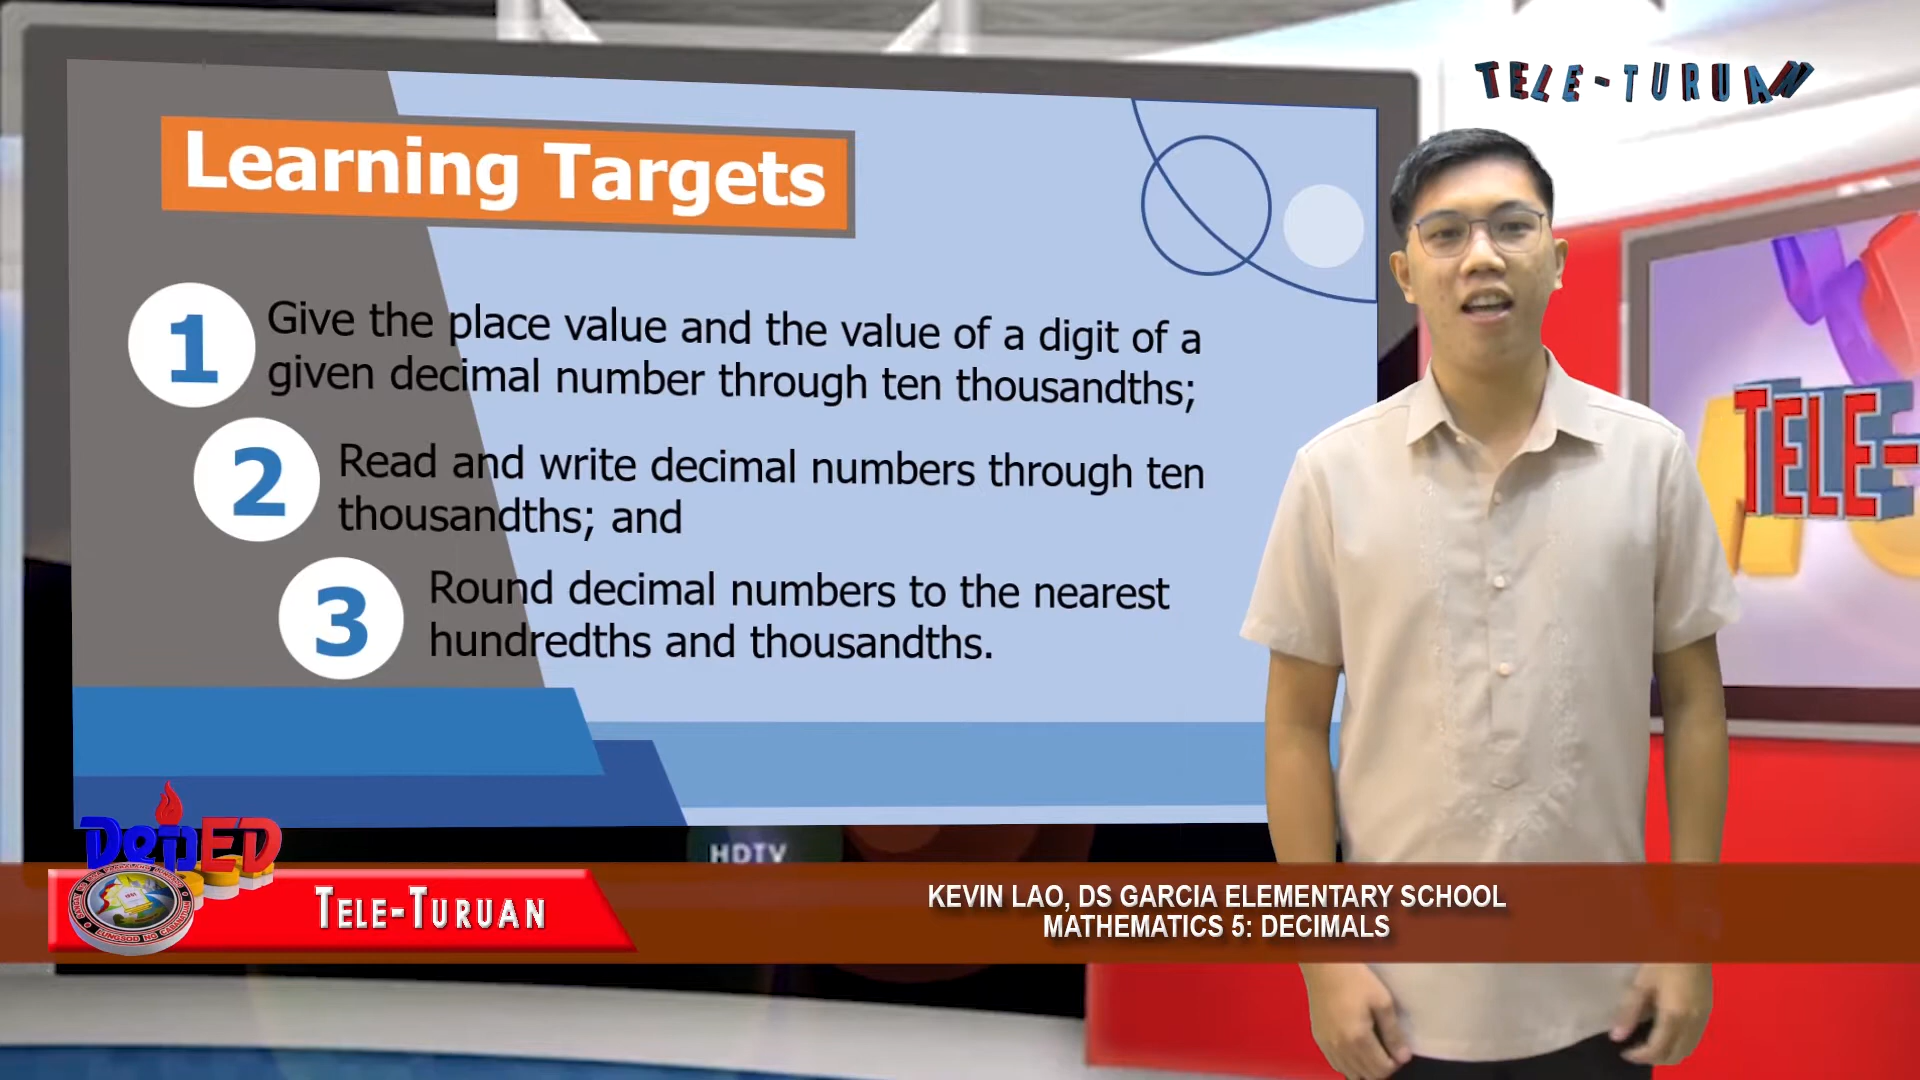 TELE-TURUAN
Learning Targets
1
Give the place value and the value of a digit of a
given decimal number through ten thousandths;
2
Read and write decimal numbers through ten
thousandths; and
3
Round decimal numbers to the nearest
hundredths and thousandths.
TELE-
HDTV
DepED
TELE-TURUAN
KEVIN LAO, DS GARCIA ELEMENTARY SCHOOL
MATHEMATICS 5: DECIMALS